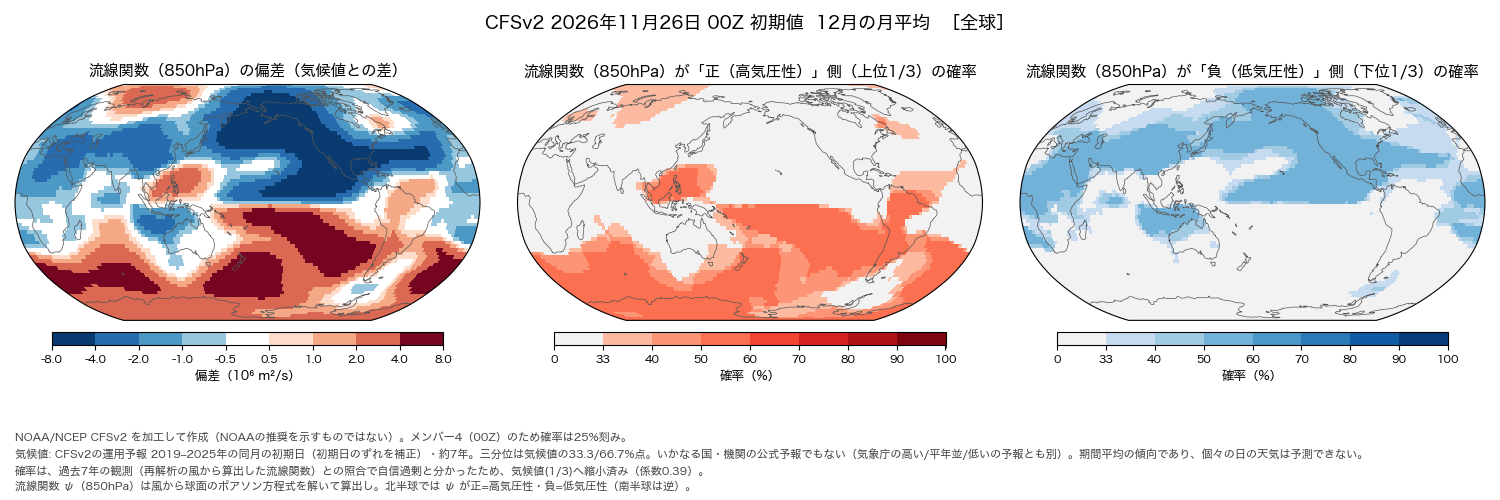 CFSv2 2026年11月26日 00Z 初期値  12月の月平均  ［全球］
流線関数（850hPa）の偏差（気候値との差）
流線関数（850hPa）が「正（高気圧性）」側（上位1/3）の確率
流線関数（850hPa）が「負（低気圧性）」側（下位1/3）の確率
-8.0 -4.0 -2.0 -1.0 -0.5 0.5 1.0 2.0 4.0 8.0
偏差（10⁶ m²/s）
0 33 40 50 60 70 80 90 100
確率（%）
0 33 40 50 60 70 80 90 100
確率（%）
NOAA/NCEP CFSv2 を加工して作成（NOAAの推奨を示すものではない）。メンバー4（00Z）のため確率は25%刻み。
気候値: CFSv2の運用予報 2019–2025年の同月の初期日（初期日のずれを補正）・約7年。三分位は気候値の33.3/66.7%点。いかなる国・機関の公式予報でもない（気象庁の高い/平年並/低いの予報とも別）。期間平均の傾向であり、個々の日の天気は予測できない。
確率は、過去7年の観測（再解析の風から算出した流線関数）との照合で自信過剰と分かったため、気候値(1/3)へ縮小済み（係数0.39）。
流線関数 ψ（850hPa）は風から球面のポアソン方程式を解いて算出し。北半球では ψ が正=高気圧性・負=低気圧性（南半球は逆）。